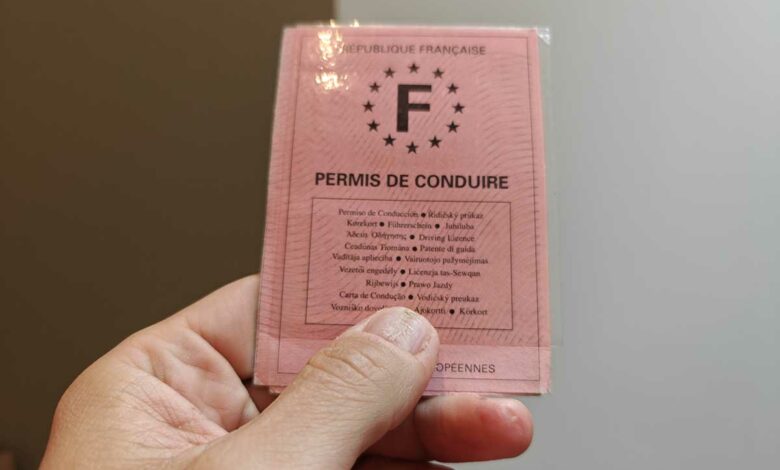 RÉPUBLIQUE FRANÇAISE
F
PERMIS DE CONDUIRE
Permiso de Conducción ● Řidičský průkaz
Kørekort ● Führerschein ● Juhiluba
Άδεια Οδήγησης ● Driving Licence
Ceadúnas Tiomána ● Patente di guida
Vadītāja apliecība ● Vairuotojo pažymėjimas
Vezetői engedély ● Liċenzja tas-Sewqan
Rijbewijs ● Prawo Jazdy
Carta de Condução ● Vodičský preukaz
Vozniško Ajokortti ● Körkort
OPÉENNES